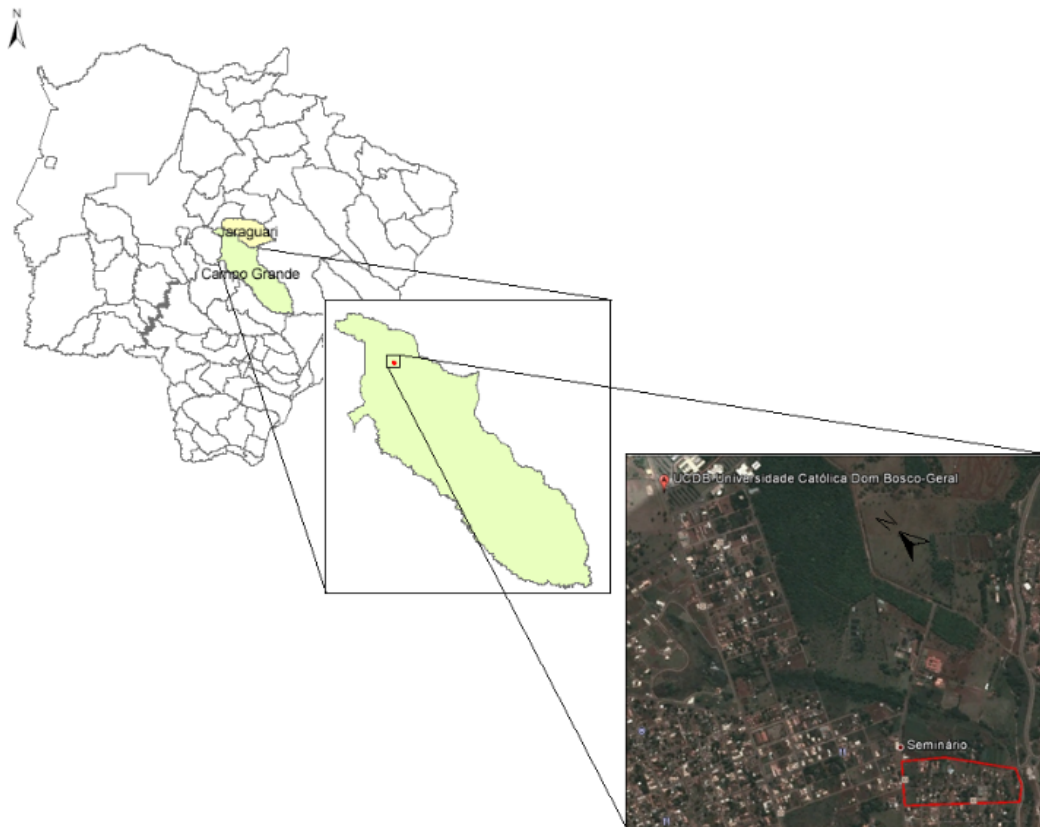 N
Jaraguari
Campo Grande
UCDB-Universidade Católica Dom Bosco-Geral
N
Seminário